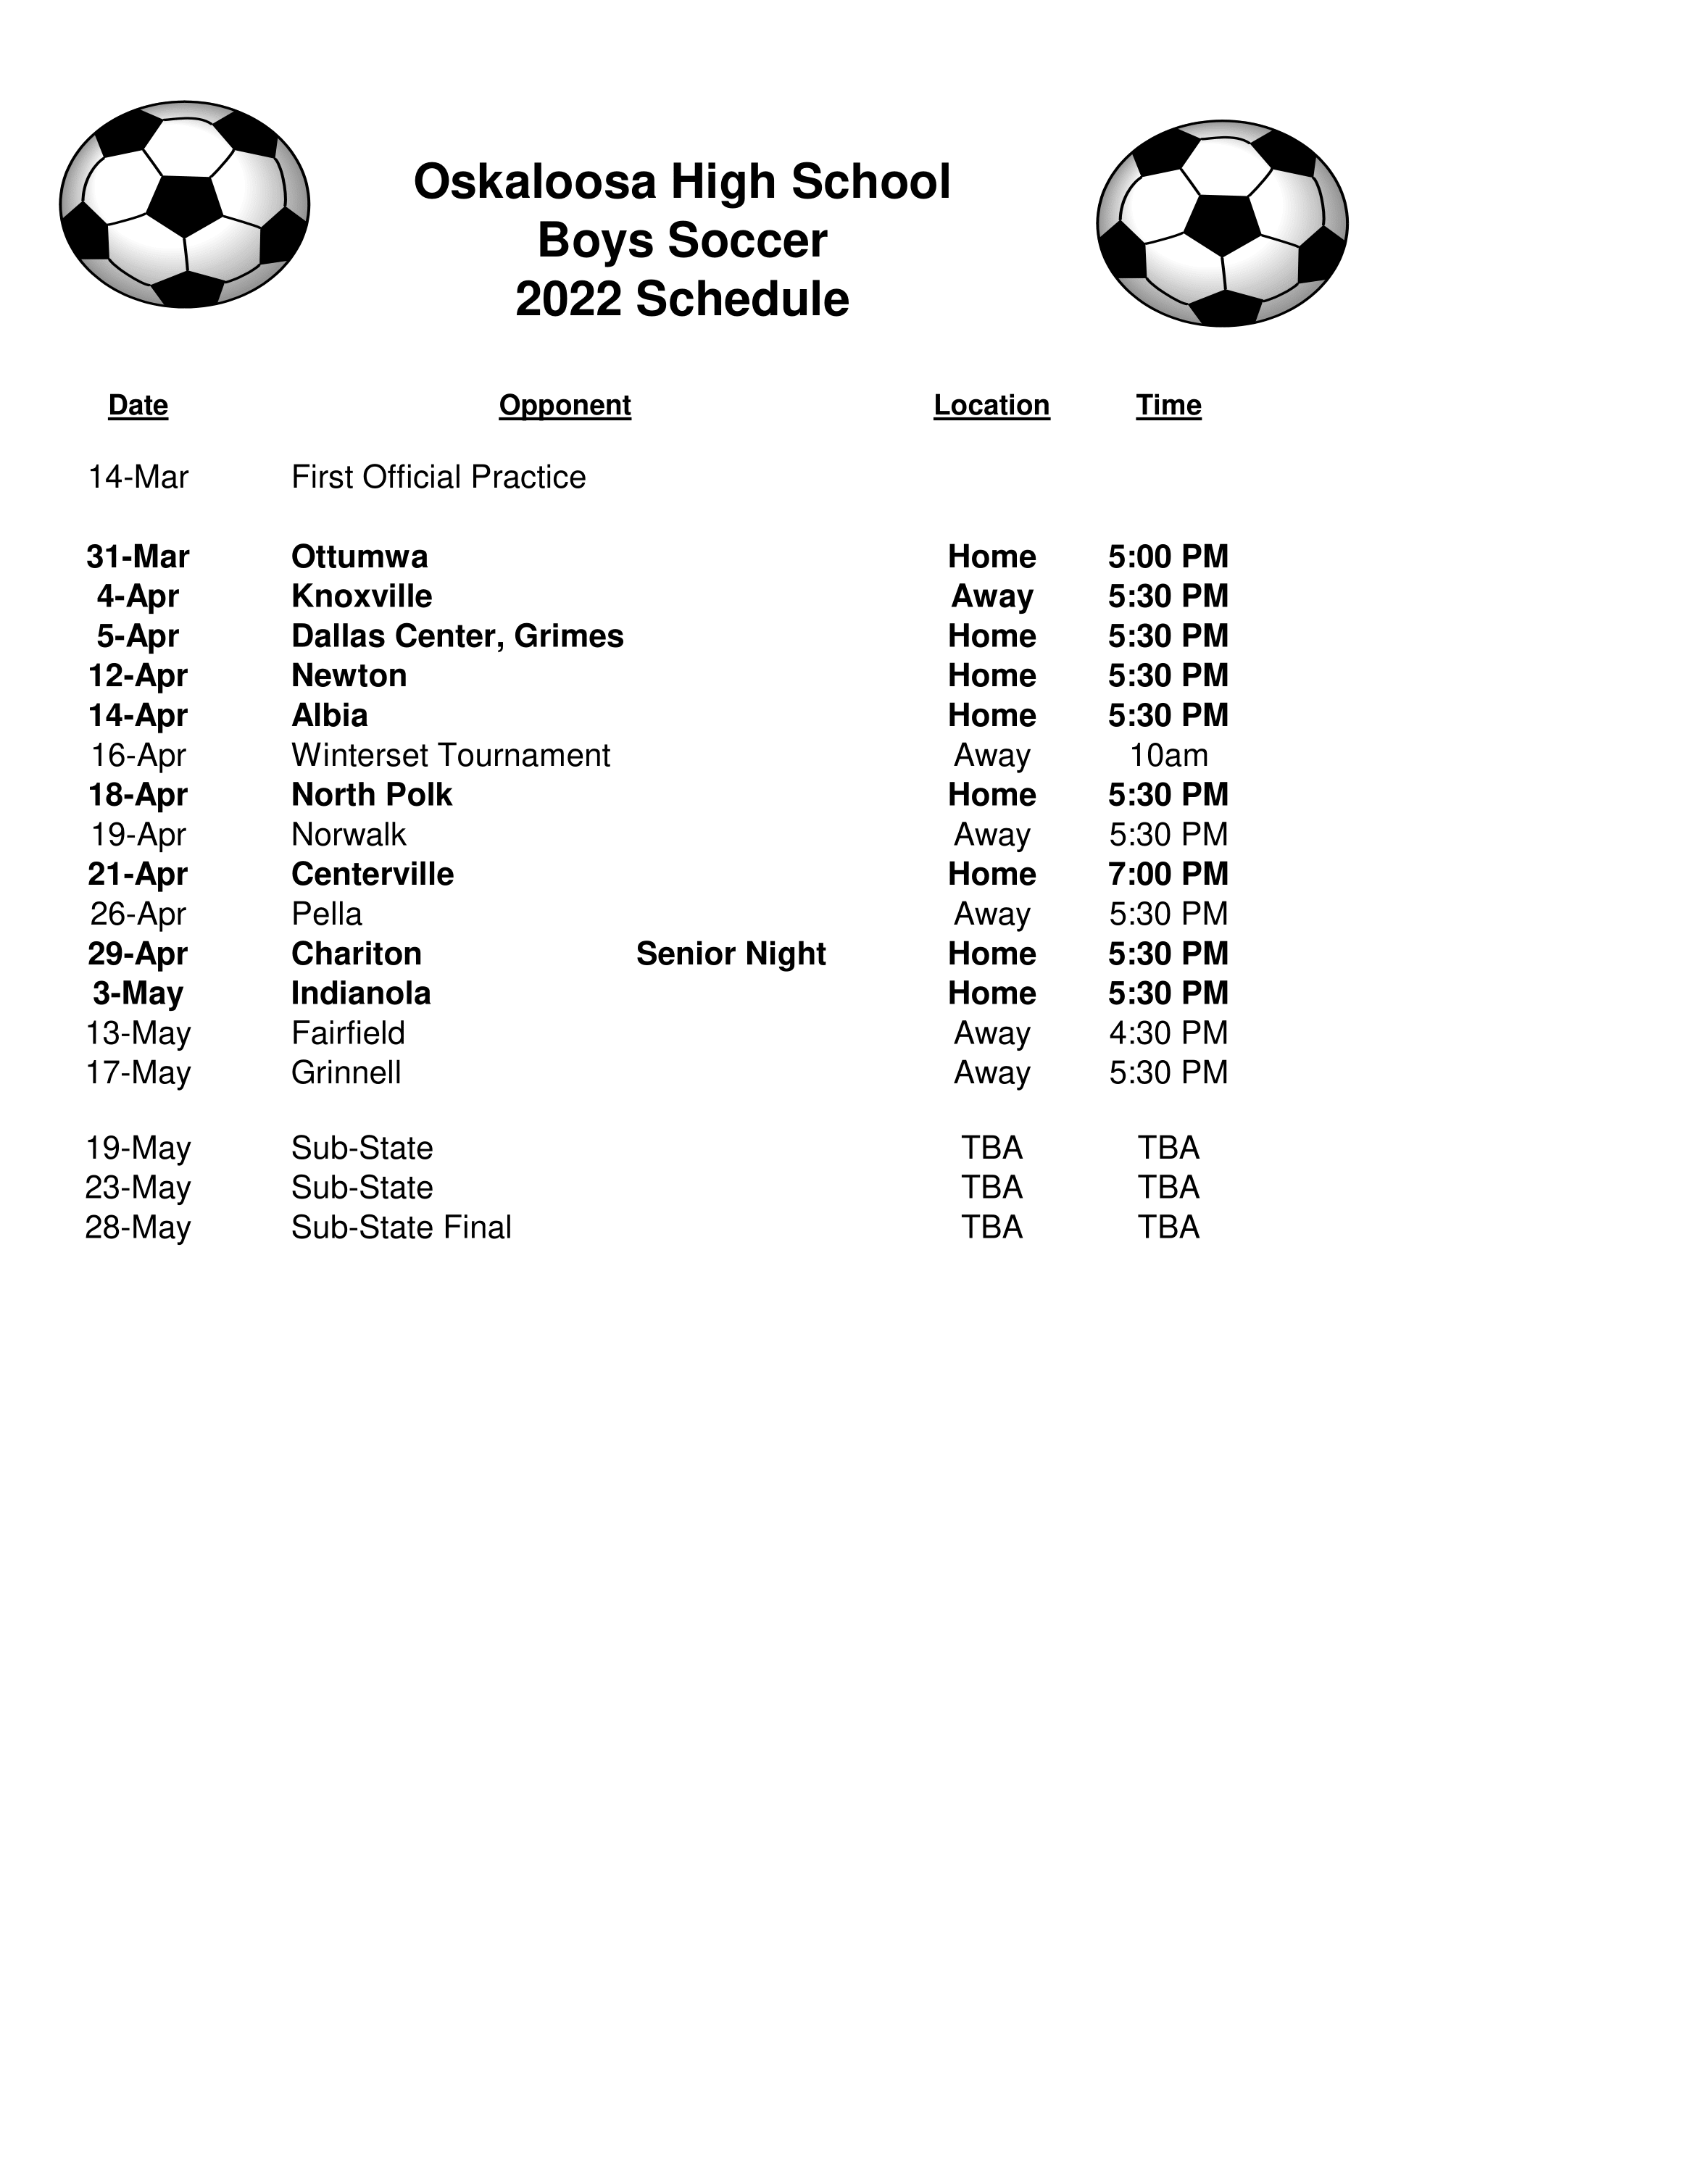 Oskaloosa High School
Boys Soccer
2022 Schedule
Date Opponent Location Time
14-Mar First Official Practice
31-Mar Ottumwa Home 5:00 PM
4-Apr Knoxville Away 5:30 PM
5-Apr Dallas Center, Grimes Home 5:30 PM
12-Apr Newton Home 5:30 PM
14-Apr Albia Home 5:30 PM
16-Apr Winterset Tournament Away 10am
18-Apr North Polk Home 5:30 PM
19-Apr Norwalk Away 5:30 PM
21-Apr Centerville Home 7:00 PM
26-Apr Pella Away 5:30 PM
29-Apr Chariton Senior Night Home 5:30 PM
3-May Indianola Home 5:30 PM
13-May Fairfield Away 4:30 PM
17-May Grinnell Away 5:30 PM
19-May Sub-State TBA TBA
23-May Sub-State TBA TBA
28-May Sub-State Final TBA TBA